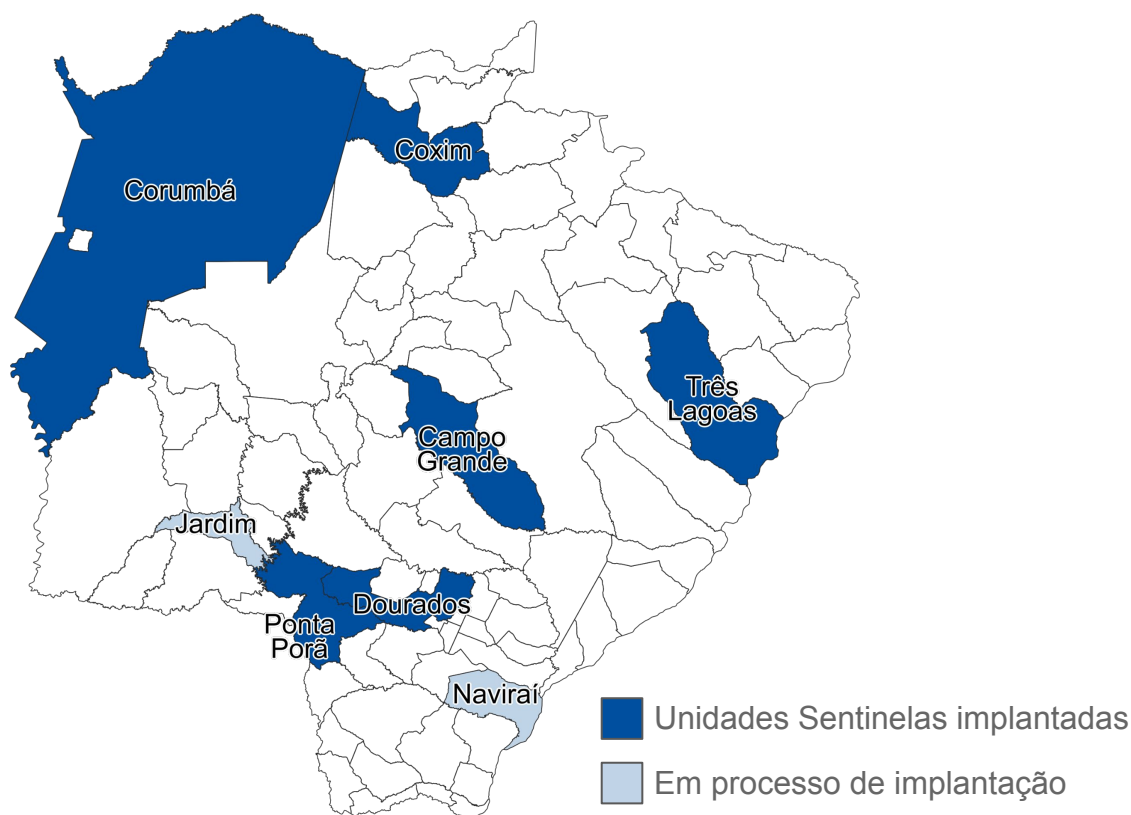 Coxim
Corumbá
Três
Lagoas
Campo
Grande
Jardim
Dourados
Ponta
Porã
Naviraí
Unidades Sentinelas implantadas
Em processo de implantação